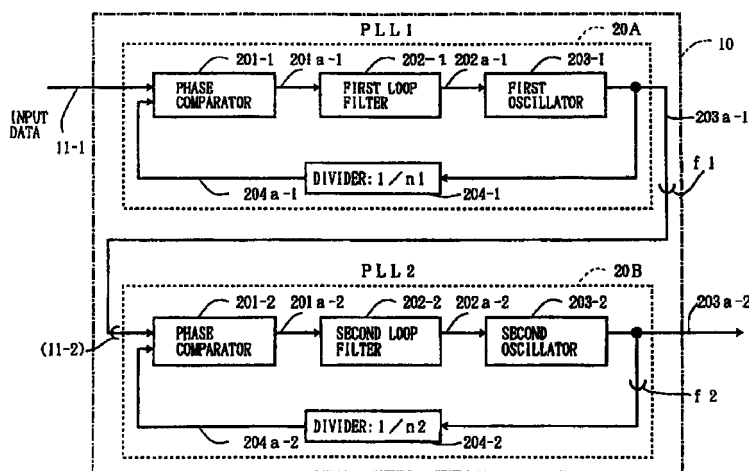 PLL1
20A
10
201-1
201a-1
202-1
202a-1
203-1
PHASE
COMPARATOR
FIRST LOOP
FILTER
FIRST
OSCILLATOR
INPUT
DATA
11-1
203a-1
f1
DIVIDER: 1/n1
204a-1
204-1
PLL2
20B
201-2
201a-2
202-2
202a-2
203-2
203a-2
PHASE
COMPARATOR
SECOND LOOP
FILTER
SECOND
OSCILLATOR
(11-2)
f2
DIVIDER: 1/n2
204a-2
204-2